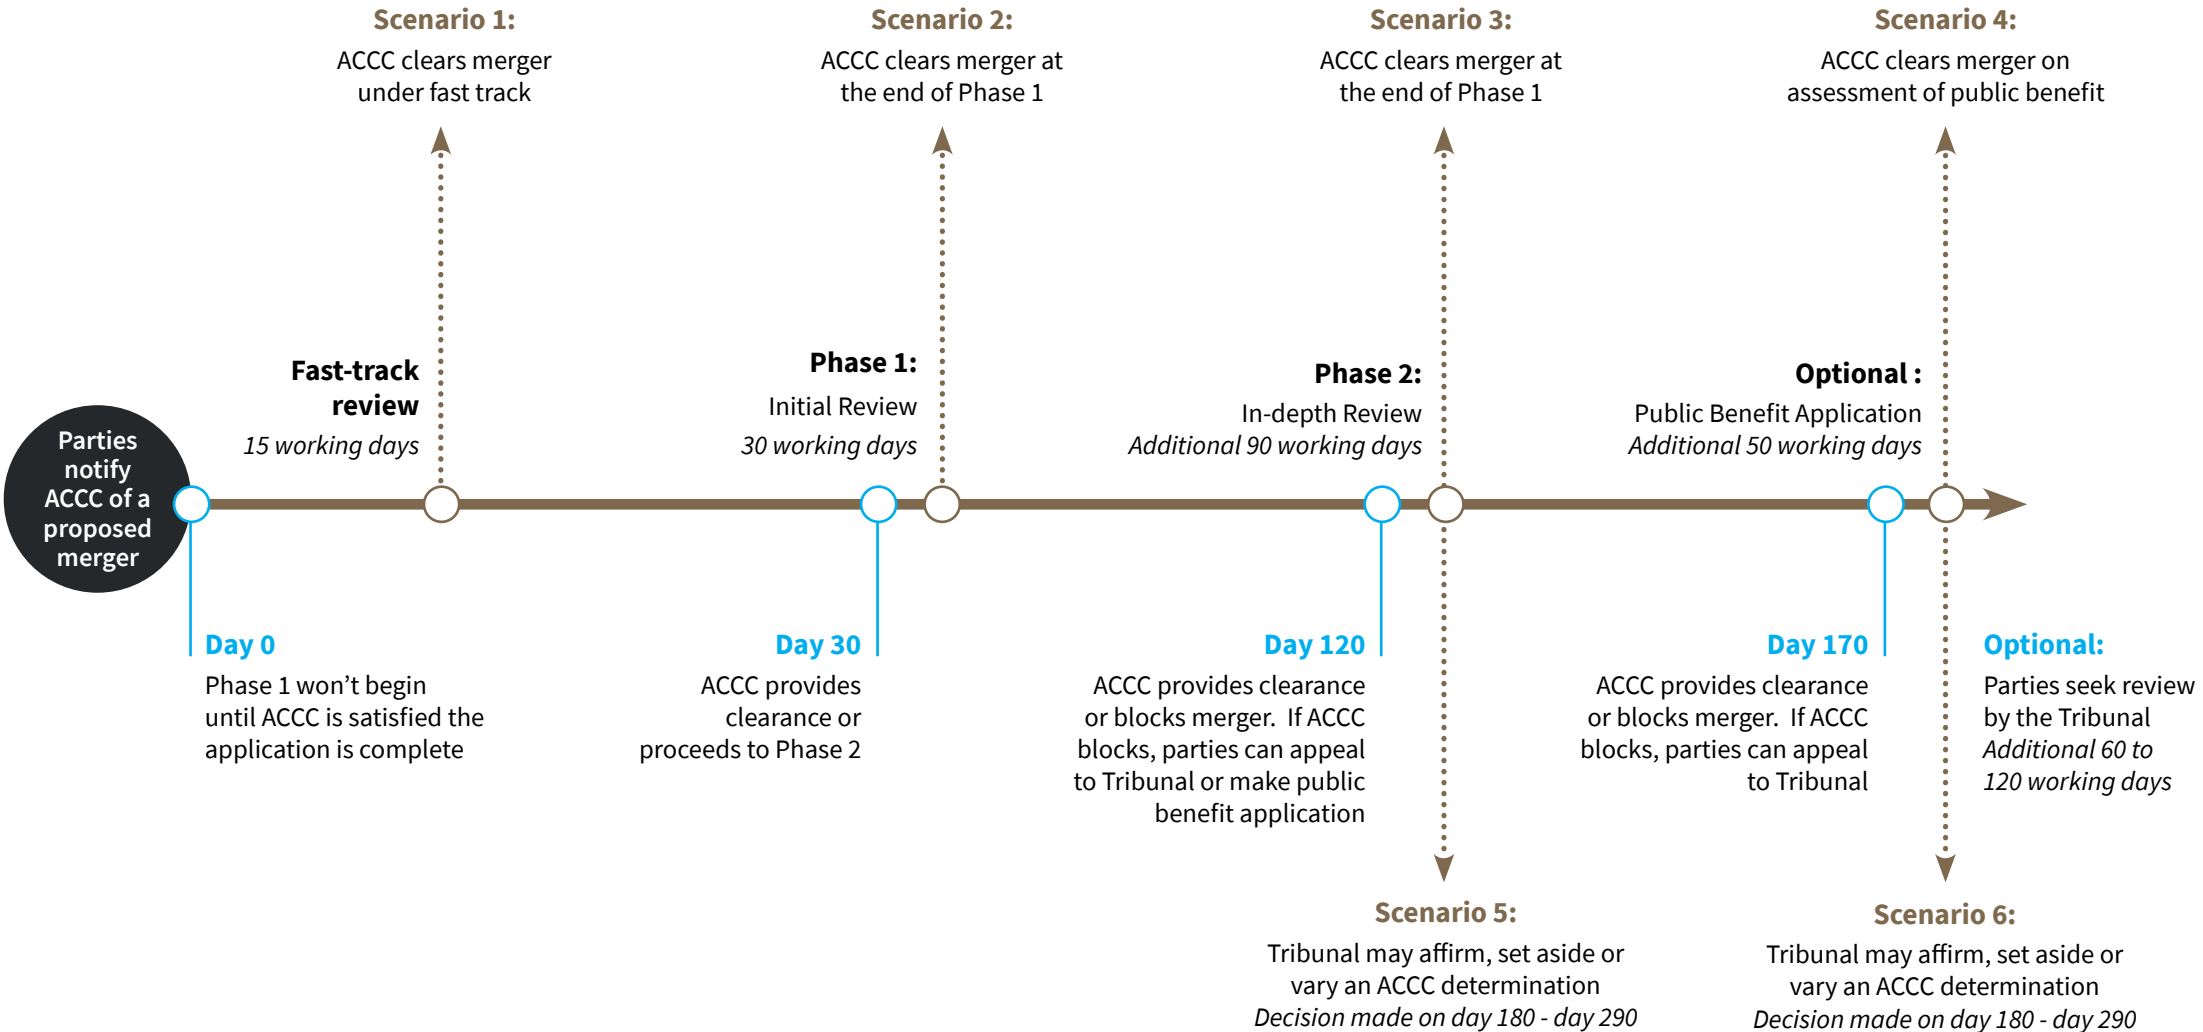 Scenario 1:
ACCC clears merger
under fast track
Scenario 2:
ACCC clears merger at
the end of Phase 1
Scenario 3:
ACCC clears merger at
the end of Phase 1
Scenario 4:
ACCC clears merger on
assessment of public benefit
Parties
notify
ACCC of a
proposed
merger
Fast-track
review
15 working days
Phase 1:
Initial Review
30 working days
Phase 2:
In-depth Review
Additional 90 working days
Optional :
Public Benefit Application
Additional 50 working days
Day 0
Phase 1 won’t begin
until ACCC is satisfied the
application is complete
Day 30
ACCC provides
clearance or
proceeds to Phase 2
Day 120
ACCC provides clearance
or blocks merger.  If ACCC
blocks, parties can appeal
to Tribunal or make public
benefit application
Day 170
ACCC provides clearance
or blocks merger.  If ACCC
blocks, parties can appeal
to Tribunal
Optional:
Parties seek review
by the Tribunal
Additional 60 to
120 working days
Scenario 5:
Tribunal may affirm, set aside or
vary an ACCC determination
Decision made on day 180 - day 290
Scenario 6:
Tribunal may affirm, set aside or
vary an ACCC determination
Decision made on day 180 - day 290